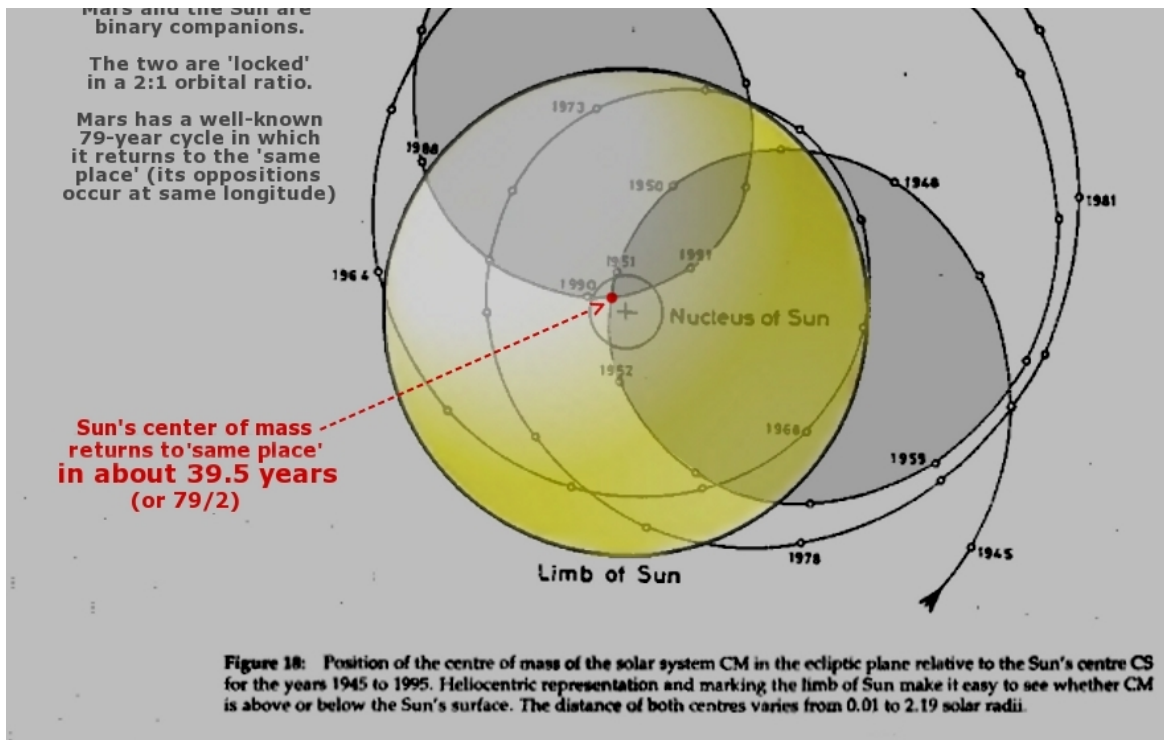 Mars and the Sun are
binary companions.
The two are 'locked'
in a 2:1 orbital ratio.
Mars has a well-known
79-year cycle in which
it returns to the 'same
place' (its oppositions
occur at same longitude)
1973
1988
1950
1948
1981
1951
1991
1964
1990
Nucleus of Sun
1952
1968
Sun's center of mass
returns to'same place'
in about 39.5 years
(or 79/2)
1959
1978
1945
Limb of Sun
Figure 18: Position of the centre of mass of the solar system CM in the ecliptic plane relative to the Sun's centre CS
for the years 1945 to 1995. Heliocentric representation and marking the limb of Sun make it easy to see whether CM
is above or below the Sun's surface. The distance of both centres varies from 0.01 to 2.19 solar radii.